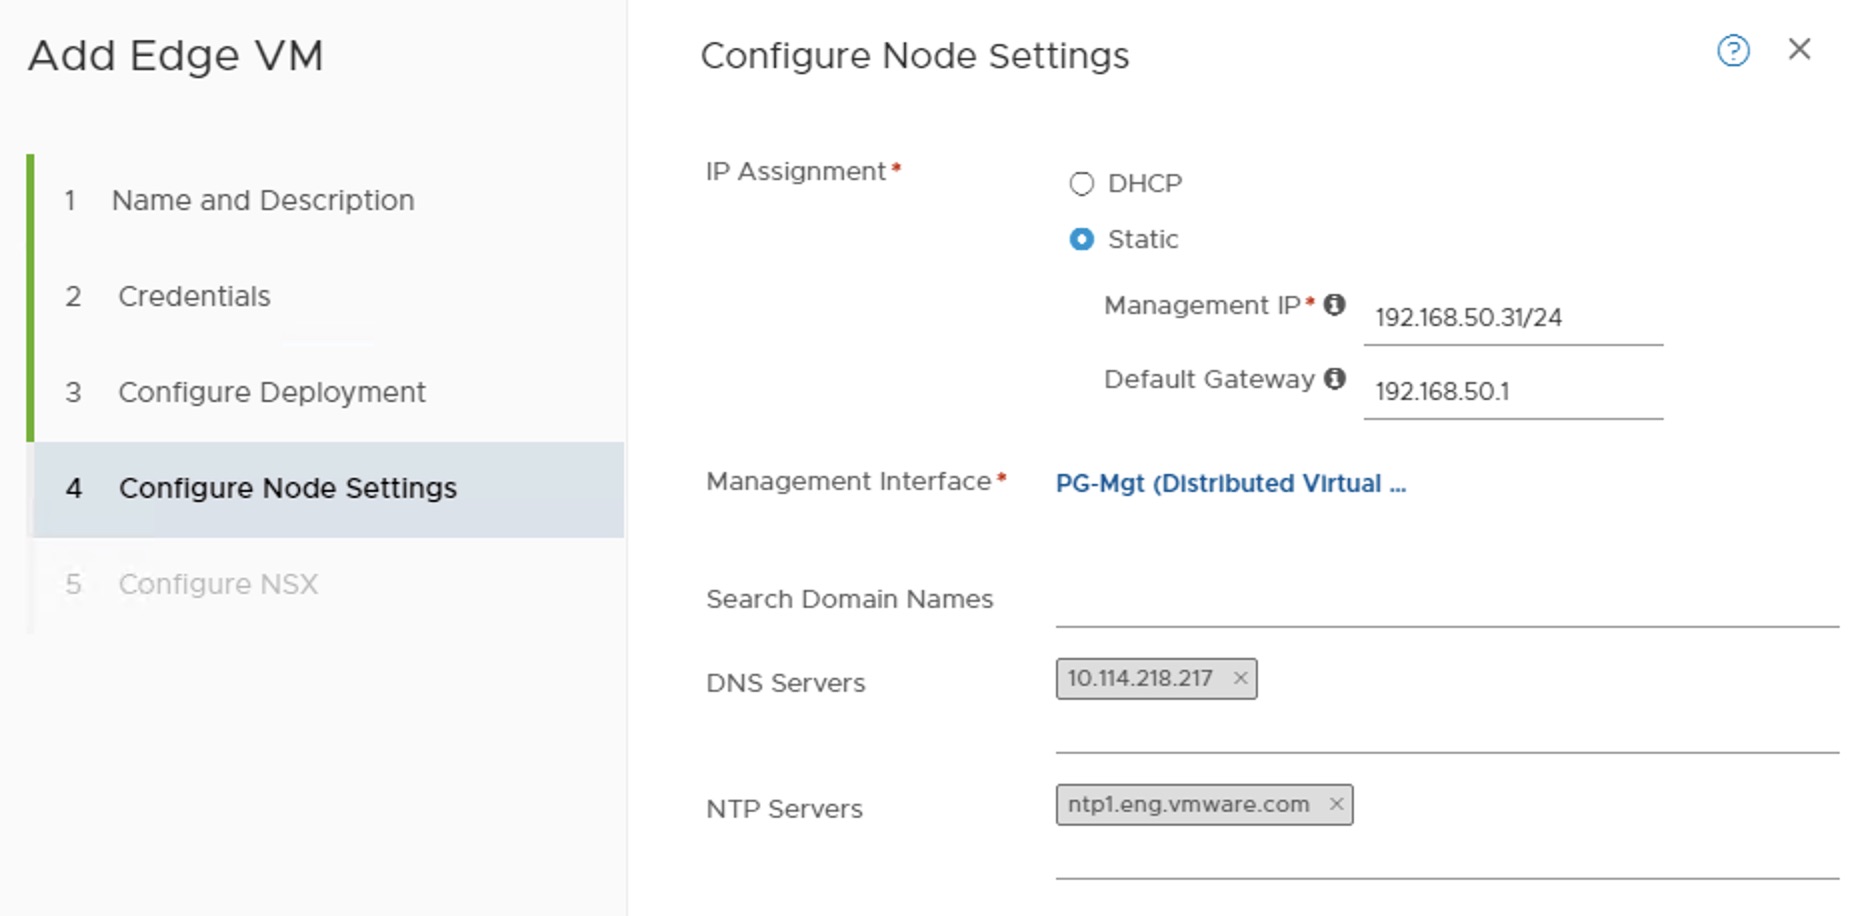 Add Edge VM
1 Name and Description
2 Credentials
3 Configure Deployment
4 Configure Node Settings
5 Configure NSX
Configure Node Settings
IP Assignment*
DHCP
Static
Management IP* 192.168.50.31/24
Default Gateway 192.168.50.1
Management Interface* PG-Mgt (Distributed Virtual ...
Search Domain Names
DNS Servers 10.114.218.217 ×
NTP Servers ntp1.eng.vmware.com ×